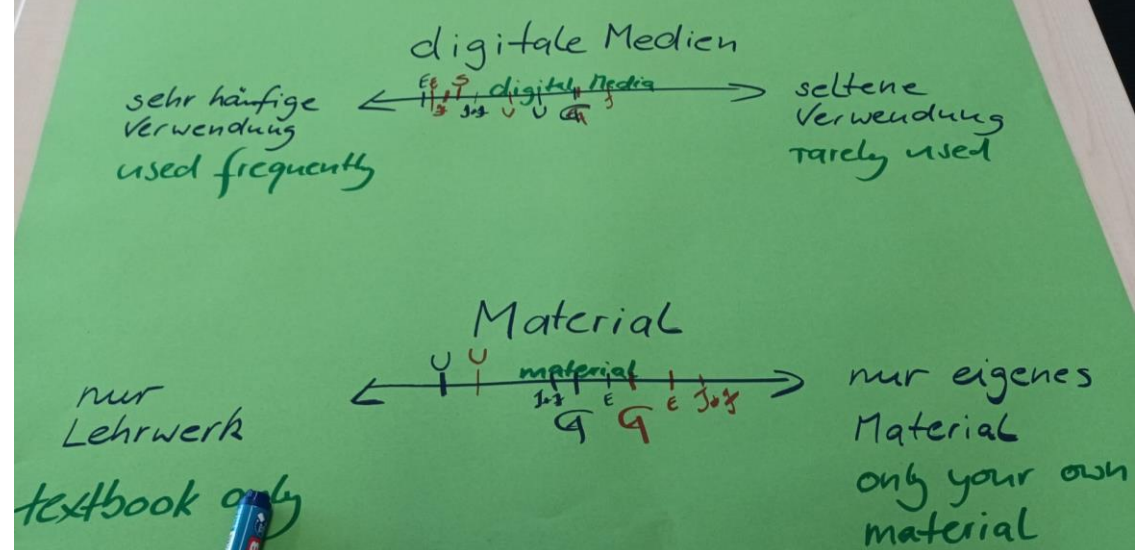 digitale Medien
digital Media
sehr häufige
Verwendung
used frequently
seltene
Verwendung
rarely used
E
S
U
U
G
Material
material
U
U
J+J
G
E
G
E
J+J
nur
Lehrwerk
textbook only
nur eigenes
Material
only your own
material